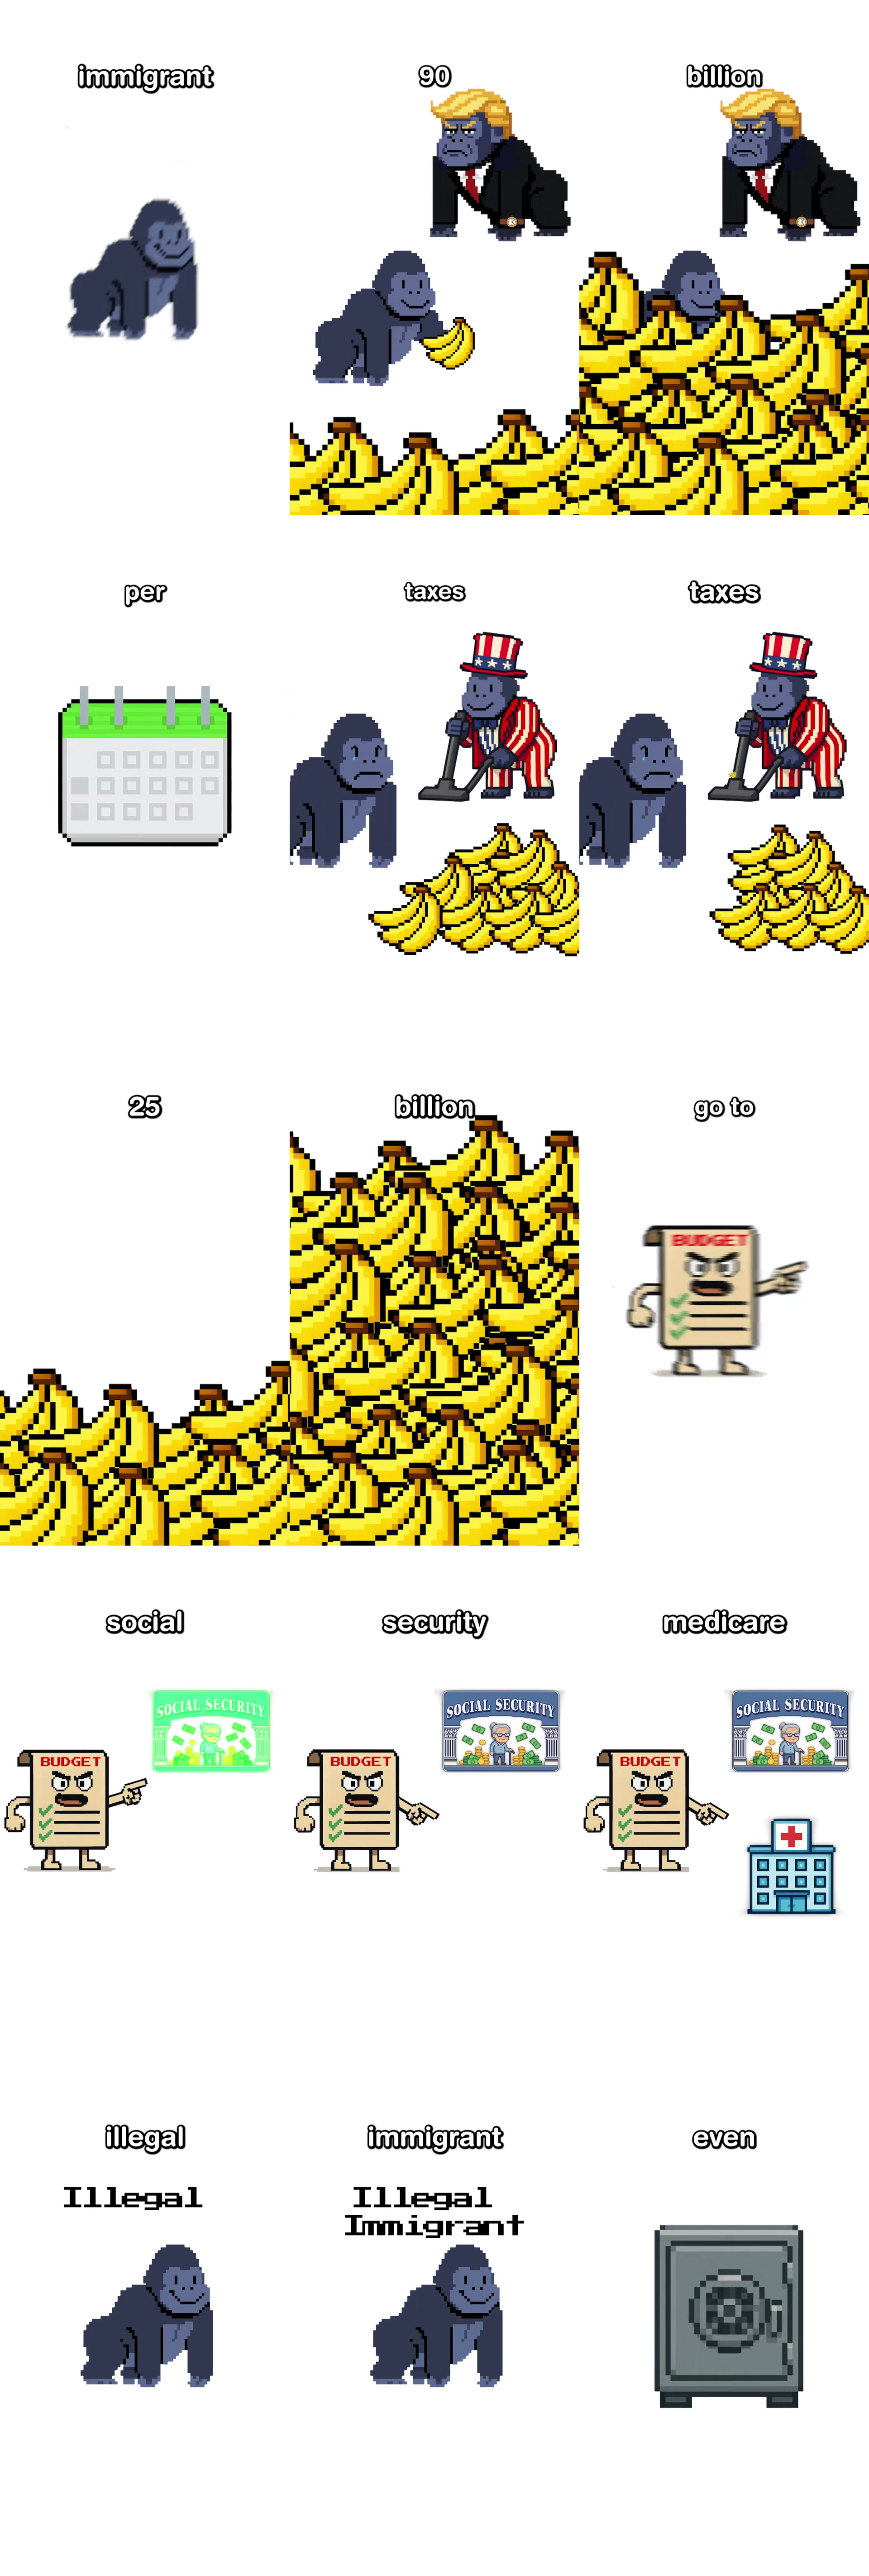 immigrant
90
billion
per
taxes
taxes
25
billion
go to
BUDGET
social
security
medicare
SOCIAL SECURITY
SOCIAL SECURITY
SOCIAL SECURITY
BUDGET
BUDGET
BUDGET
illegal
immigrant
even
Illegal
Illegal
Immigrant